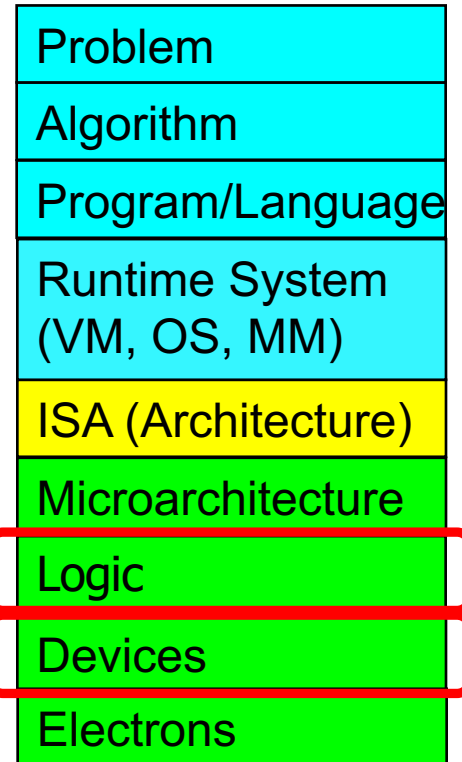 Problem
Algorithm
Program/Language
Runtime System
(VM, OS, MM)
ISA (Architecture)
Microarchitecture
Logic
Devices
Electrons